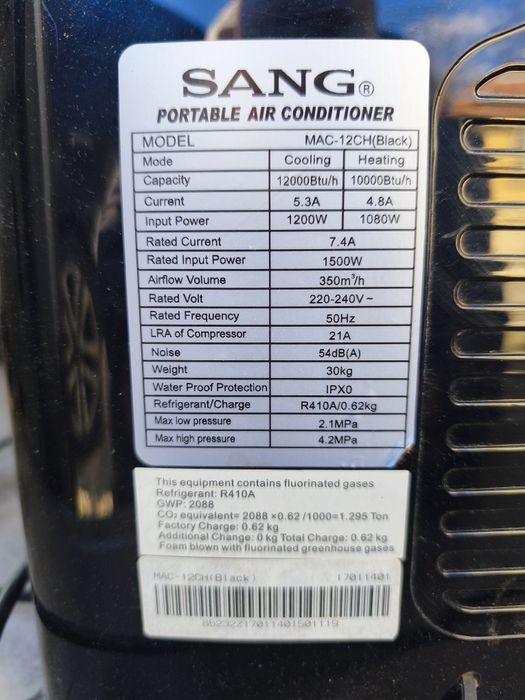 SANG®
PORTABLE AIR CONDITIONER
MODEL MAC-12CH(Black)
Mode Cooling Heating
Capacity 12000Btu/h 10000Btu/h
Current 5.3A 4.8A
Input Power 1200W 1080W
Rated Current 7.4A
Rated Input Power 1500W
Airflow Volume 350m³/h
Rated Volt 220-240V~
Rated Frequency 50Hz
LRA of Compressor 21A
Noise 54dB(A)
Weight 30kg
Water Proof Protection IPX0
Refrigerant/Charge R410A/0.62kg
Max low pressure 2.1MPa
Max high pressure 4.2MPa
This equipment contains fluorinated gases
Refrigerant: R410A
GWP: 2088
CO₂ equivalent= 2088 ×0.62 /1000=1.295 Ton
Factory Charge: 0.62 kg
Additional Change: 0 kg Total Charge: 0.62 kg
Foam blown with fluorinated greenhouse gases
MAC-12CH(Black) 17011401